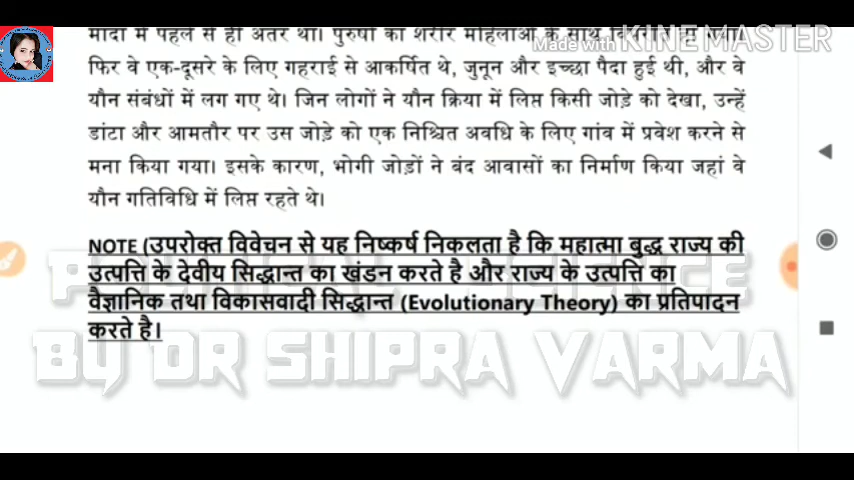 मादा में पहले से ही अंतर था। पुरुषों का शरीर महिलाओं के साथ
Made with KINEMASTER
फिर वे एक-दूसरे के लिए गहराई से आकर्षित थे, जुनून और इच्छा पैदा हुई थी, और वे
यौन संबंधों में लग गए थे। जिन लोगों ने यौन क्रिया में लिप्त किसी जोड़े को देखा, उन्हें
डांटा और आमतौर पर उस जोड़े को एक निश्चित अवधि के लिए गांव में प्रवेश करने से
मना किया गया। इसके कारण, भोगी जोड़ों ने बंद आवासों का निर्माण किया जहां वे
यौन गतिविधि में लिप्त रहते थे।
NOTE (उपरोक्त विवेचन से यह निष्कर्ष निकलता है कि महात्मा बुद्ध राज्य की
उत्पत्ति के देवीय सिद्धान्त का खंडन करते है और राज्य के उत्पत्ति का
वैज्ञानिक तथा विकासवादी सिद्धान्त (Evolutionary Theory) का प्रतिपादन
करते है।
POLITICAL SCIENCE
BY DR SHIPRA VARMA